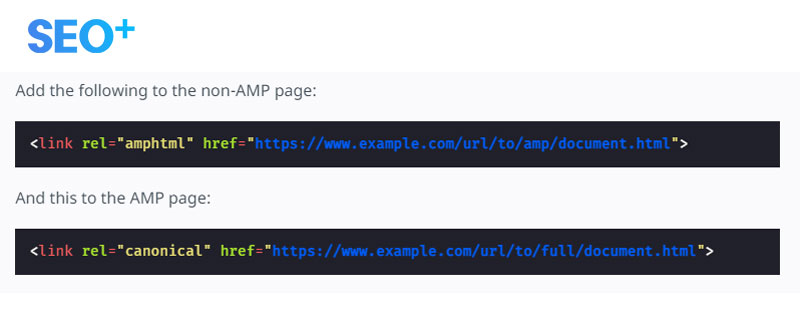 SEO+
Add the following to the non-AMP page:
<link rel="amphtml" href="https://www.example.com/url/to/amp/document.html">
And this to the AMP page:
<link rel="canonical" href="https://www.example.com/url/to/full/document.html">